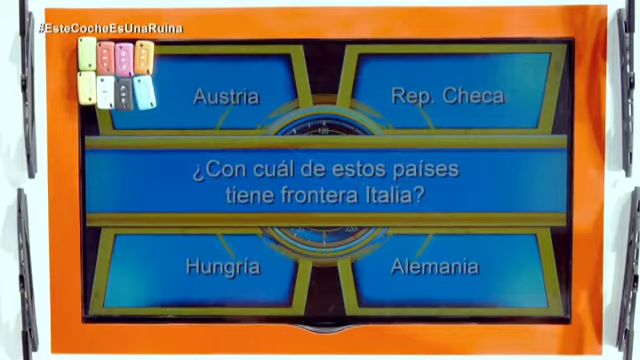 #EsteCocheEsUnaRuina
Austria
Rep. Checa
¿Con cuál de estos países
tiene frontera Italia?
Hungría
Alemania